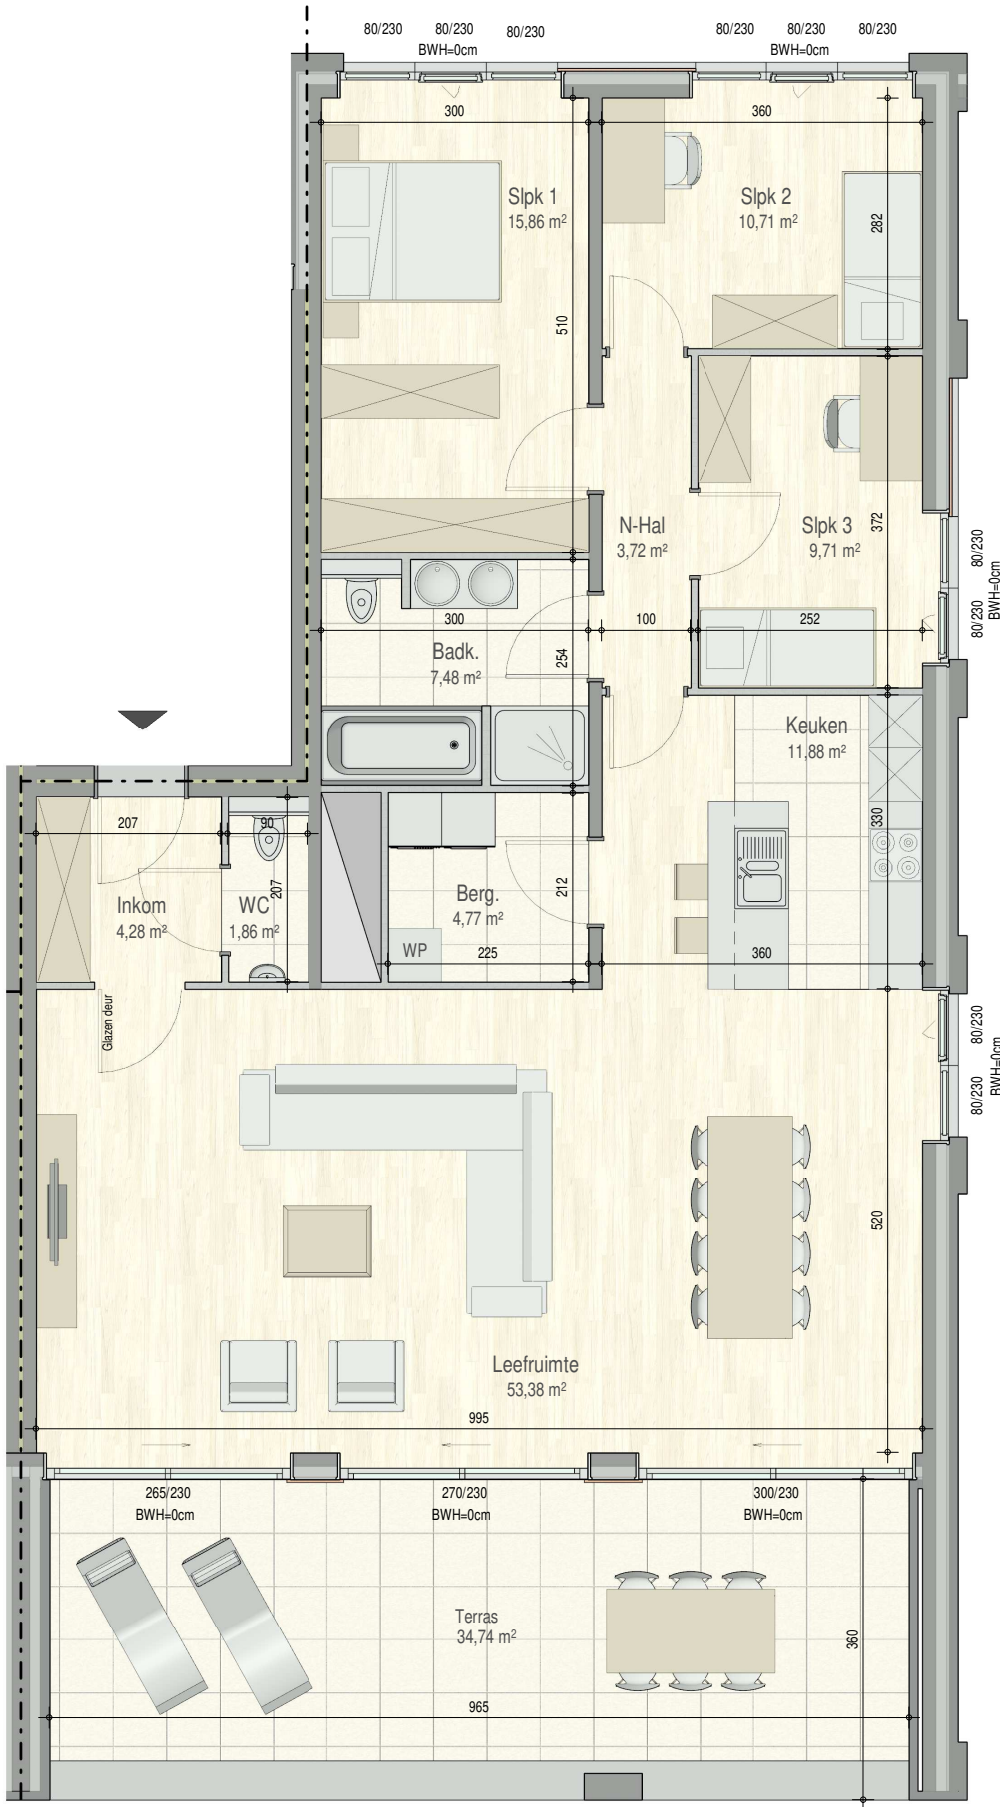 80/230
80/230
80/230
BWH=0cm
80/230
80/230
80/230
BWH=0cm
300
360
Slpk 1
15,86 m²
Slpk 2
10,71 m²
282
510
N-Hal
3,72 m²
Slpk 3
9,71 m²
372
80/230
80/230
BWH=0cm
300
100
252
Badk.
7,48 m²
254
Keuken
11,88 m²
330
207
90
207
Inkom
4,28 m²
WC
1,86 m²
Berg.
4,77 m²
212
WP
225
360
Glazen deur
80/230
80/230
BWH=0cm
520
Leefruimte
53,38 m²
995
265/230
BWH=0cm
270/230
BWH=0cm
300/230
BWH=0cm
Terras
34,74 m²
360
965